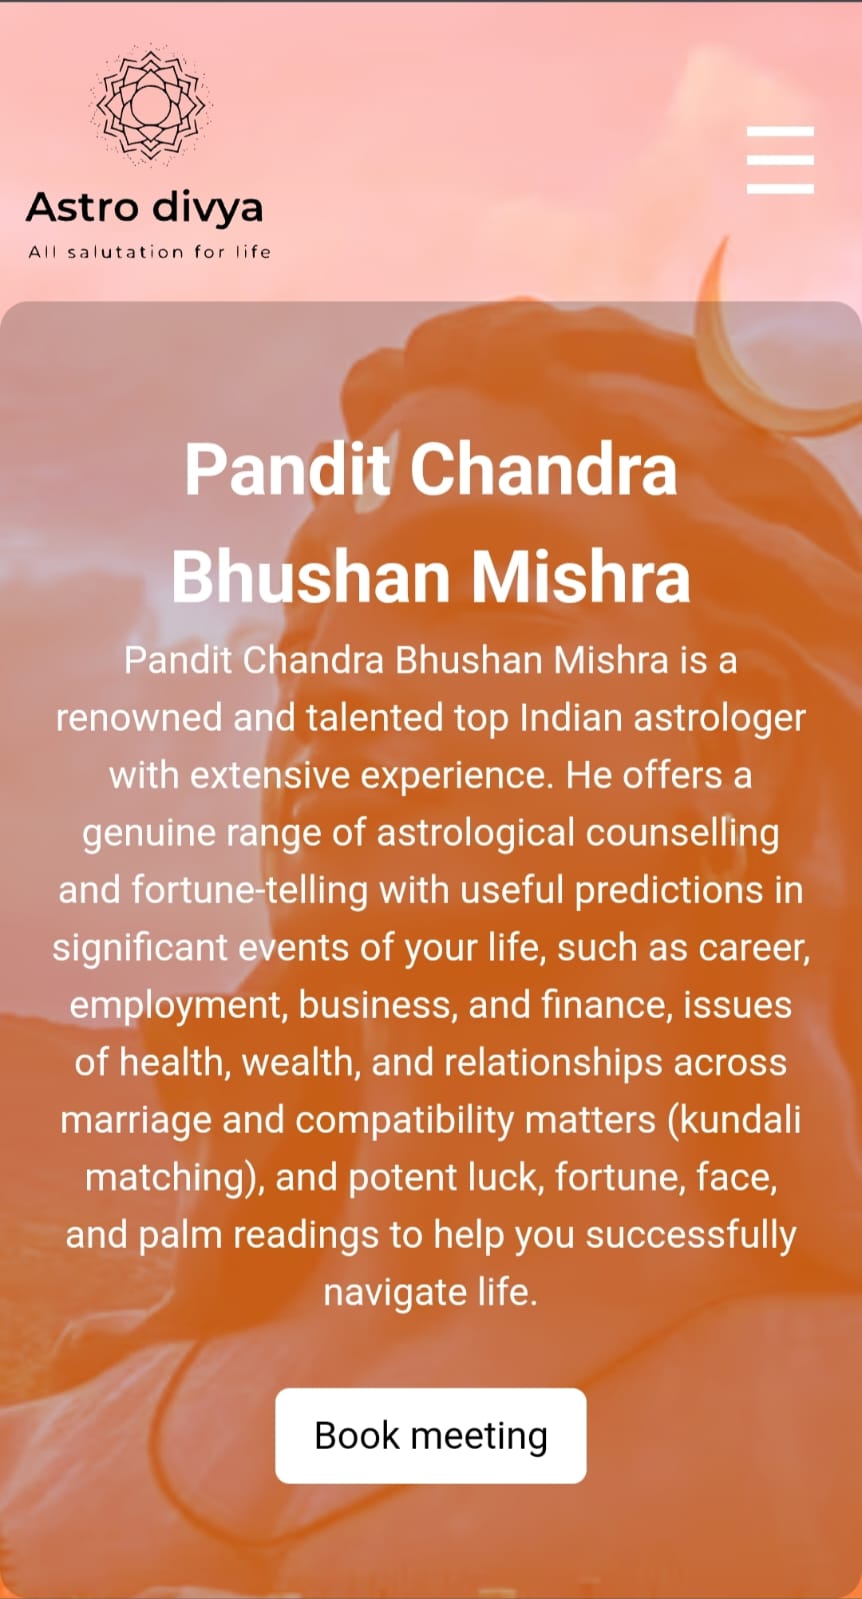 Astro divya
All salutation for life
Pandit Chandra
Bhushan Mishra
Pandit Chandra Bhushan Mishra is a
renowned and talented top Indian astrologer
with extensive experience. He offers a
genuine range of astrological counselling
and fortune-telling with useful predictions in
significant events of your life, such as career,
employment, business, and finance, issues
of health, wealth, and relationships across
marriage and compatibility matters (kundali
matching), and potent luck, fortune, face,
and palm readings to help you successfully
navigate life.
Book meeting